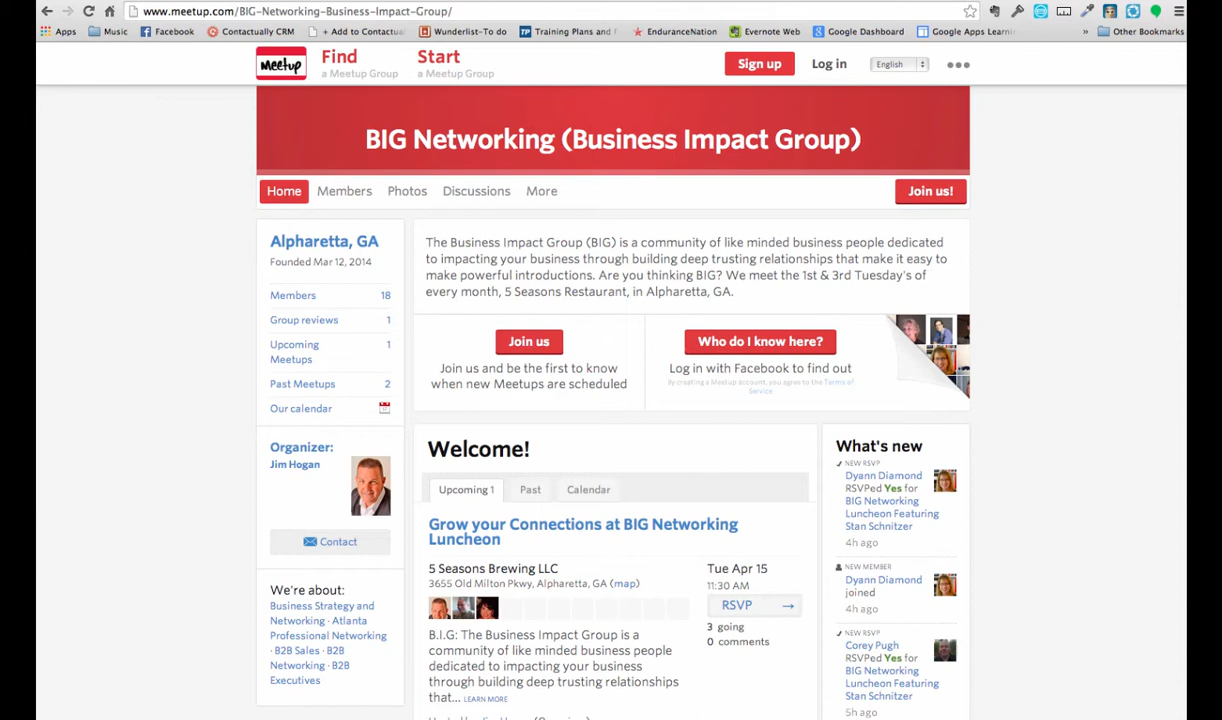 www.meetup.com/BIG-Networking-Business-Impact-Group/
Apps Music Facebook Contactually CRM + Add to Contactual Wunderlist-To do Training Plans and EnduranceNation Evernote Web Google Dashboard Google Apps Lear » Other Bookmarks
Meetup
Find
a Meetup Group
Start
a Meetup Group
Sign up
Log in
English
BIG Networking (Business Impact Group)
Home Members Photos Discussions More
Join us!
Alpharetta, GA
Founded Mar 12, 2014
Members 18
Group reviews 1
Upcoming 1
Meetups
Past Meetups 2
Our calendar
Organizer:
Jim Hogan
Contact
We're about:
Business Strategy and
Networking · Atlanta
Professional Networking
· B2B Sales · B2B
Networking · B2B
Executives
The Business Impact Group (BIG) is a community of like minded business people dedicated
to impacting your business through building deep trusting relationships that make it easy to
make powerful introductions. Are you thinking BIG? We meet the 1st & 3rd Tuesday's of
every month, 5 Seasons Restaurant, in Alpharetta, GA.
Join us
Join us and be the first to know
when new Meetups are scheduled
Who do I know here?
Log in with Facebook to find out
By creating a Meetup account, you agree to the Terms of
Service
Welcome!
Upcoming 1 Past Calendar
Grow your Connections at BIG Networking
Luncheon
5 Seasons Brewing LLC
3655 Old Milton Pkwy, Alpharetta, GA (map)
B.I.G: The Business Impact Group is a
community of like minded business people
dedicated to impacting your business
through building deep trusting relationships
that... LEARN MORE
Tue Apr 15
11:30 AM
RSVP →
3 going
0 comments
What's new
NEW RSVP
Dyann Diamond
RSVPed Yes for
BIG Networking
Luncheon Featuring
Stan Schnitzer
4h ago
NEW MEMBER
Dyann Diamond
joined
4h ago
NEW RSVP
Corey Pugh
RSVPed Yes for
BIG Networking
Luncheon Featuring
Stan Schnitzer
5h ago